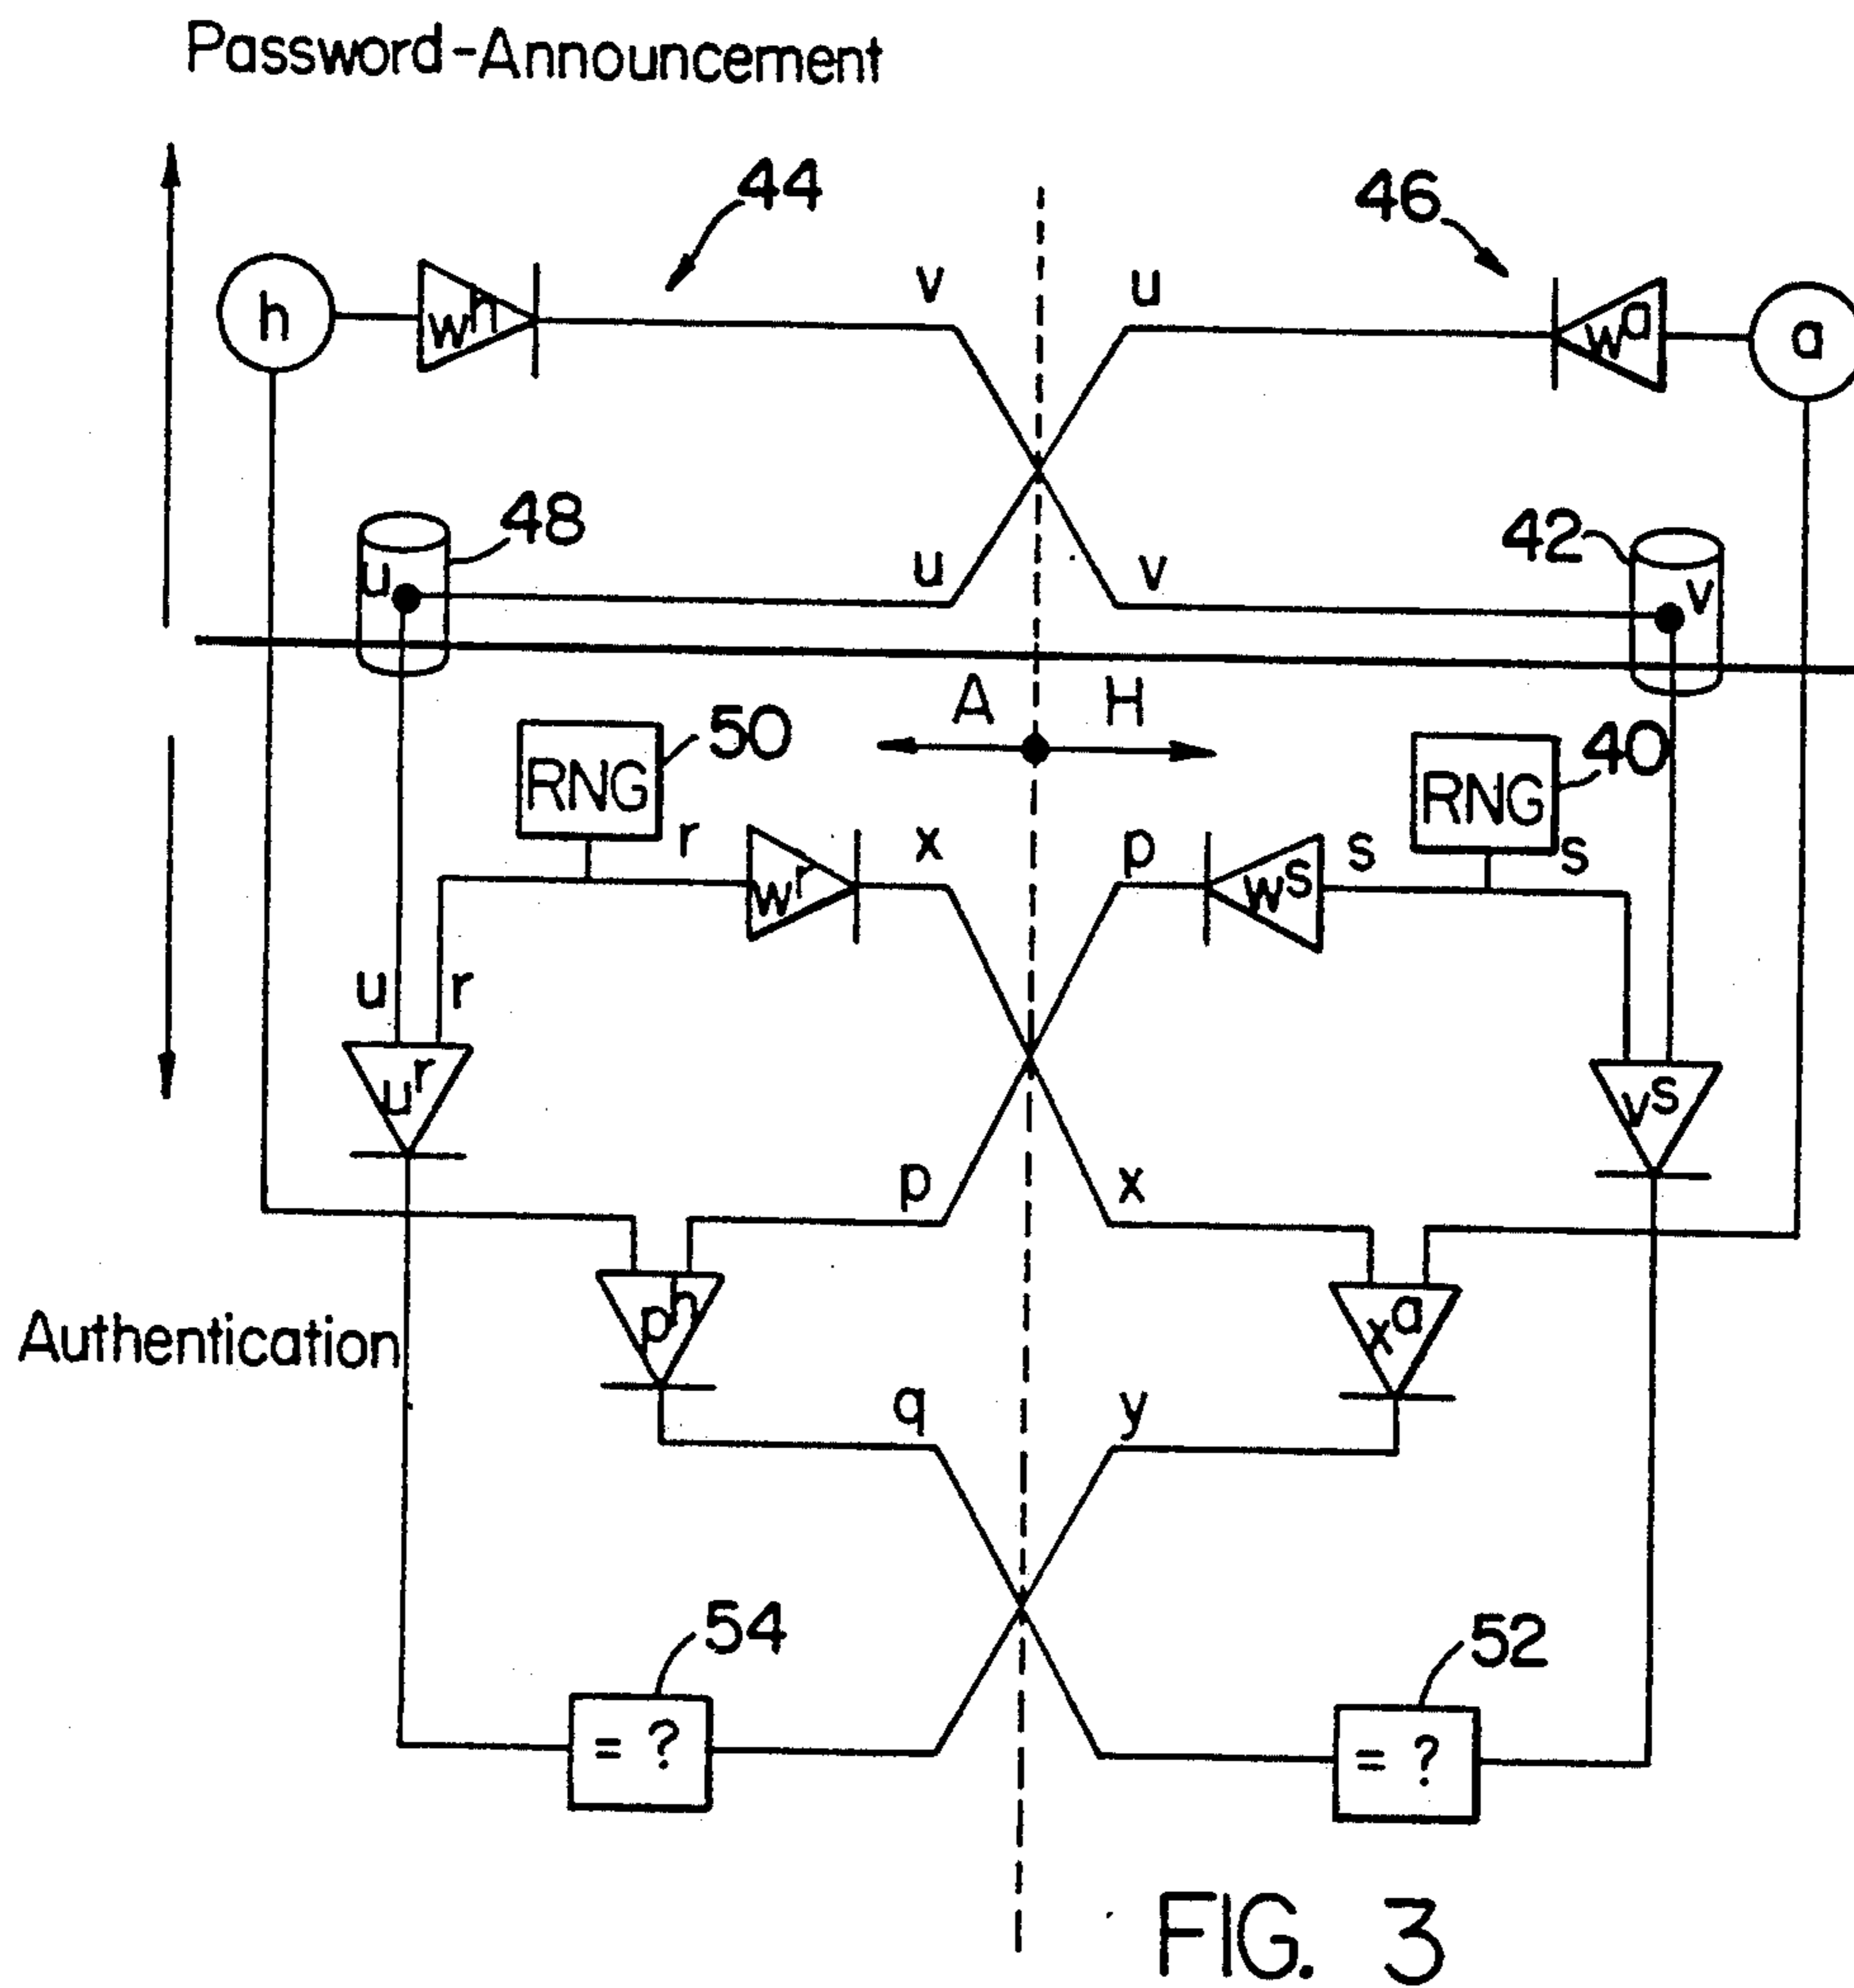 Password-Announcement
44
46
h
w^h
v
u
w^a
a
48
42
u
u
v
v
A
H
RNG
50
RNG
40
r
x
p
s
s
w^r
w^s
u
r
u^r
v^s
p
x
p^h
x^a
Authentication
q
y
54
52
= ?
= ?
FIG. 3